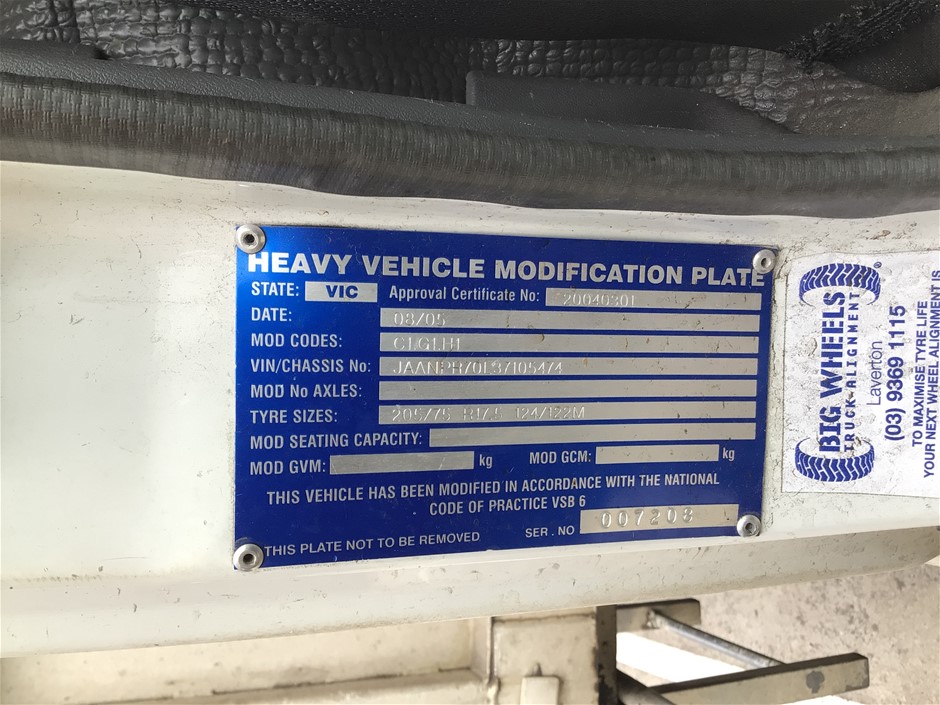 HEAVY VEHICLE MODIFICATION PLATE
STATE: VIC Approval Certificate No: 20040301
DATE: 08/05
MOD CODES:
VIN/CHASSIS No:
MOD No AXLES:
TYRE SIZES: 205/75 R17.5 124/122M
MOD SEATING CAPACITY:
MOD GVM: kg MOD GCM: kg
THIS VEHICLE HAS BEEN MODIFIED IN ACCORDANCE WITH THE NATIONAL
CODE OF PRACTICE VSB 6
THIS PLATE NOT TO BE REMOVED SER . NO 007208
BIG WHEELS ®
TRUCK ALIGNMENT
Laverton
(03) 9369 1115
TO MAXIMISE TYRE LIFE
YOUR NEXT WHEEL ALIGNMENT IS